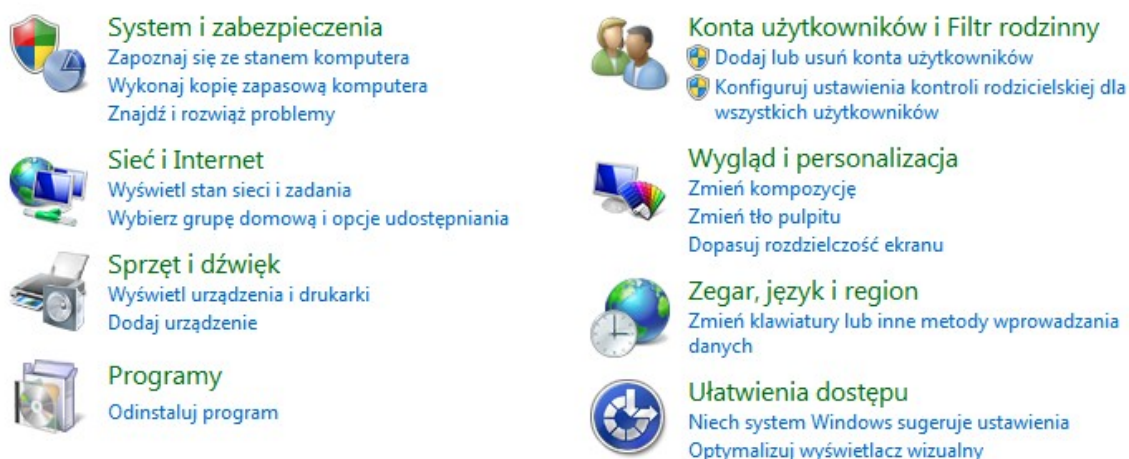 System i zabezpieczenia
Zapoznaj się ze stanem komputera
Wykonaj kopię zapasową komputera
Znajdź i rozwiąż problemy
Sieć i Internet
Wyświetl stan sieci i zadania
Wybierz grupę domową i opcje udostępniania
Sprzęt i dźwięk
Wyświetl urządzenia i drukarki
Dodaj urządzenie
Programy
Odinstaluj program
Konta użytkowników i Filtr rodzinny
Dodaj lub usuń konta użytkowników
Konfiguruj ustawienia kontroli rodzicielskiej dla
wszystkich użytkowników
Wygląd i personalizacja
Zmień kompozycję
Zmień tło pulpitu
Dopasuj rozdzielczość ekranu
Zegar, język i region
Zmień klawiatury lub inne metody wprowadzania
danych
Ułatwienia dostępu
Niech system Windows sugeruje ustawienia
Optymalizuj wyświetlacz wizualny